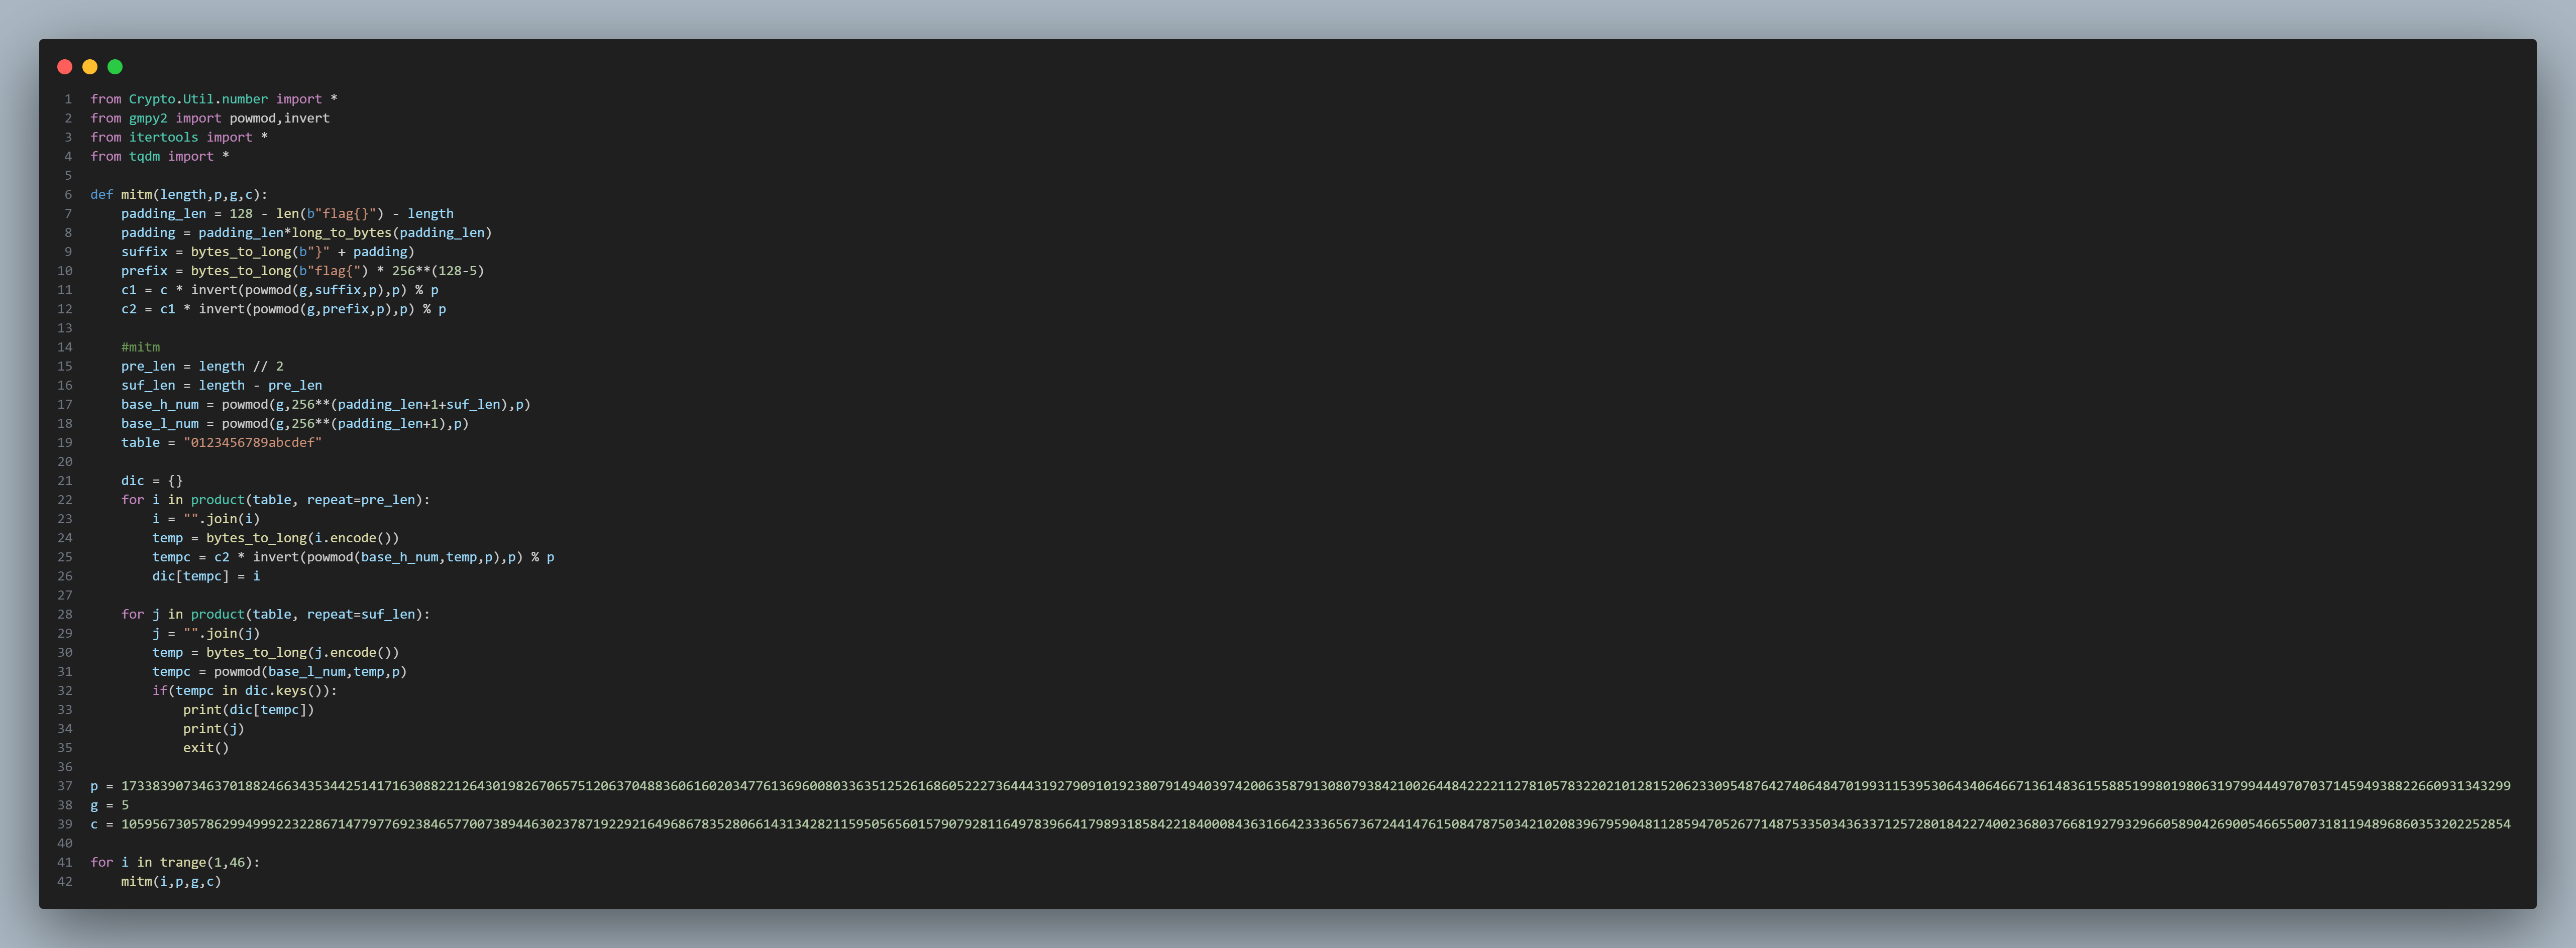 1 from Crypto.Util.number import *
2 from gmpy2 import powmod,invert
3 from itertools import *
4 from tqdm import *
5
6 def mitm(length,p,g,c):
7     padding_len = 128 - len(b"flag{}") - length
8     padding = padding_len*long_to_bytes(padding_len)
9     suffix = bytes_to_long(b"}" + padding)
10     prefix = bytes_to_long(b"flag{") * 256**(128-5)
11     c1 = c * invert(powmod(g,suffix,p),p) % p
12     c2 = c1 * invert(powmod(g,prefix,p),p) % p
13
14     #mitm
15     pre_len = length // 2
16     suf_len = length - pre_len
17     base_h_num = powmod(g,256**(padding_len+1+suf_len),p)
18     base_l_num = powmod(g,256**(padding_len+1),p)
19     table = "0123456789abcdef"
20
21     dic = {}
22     for i in product(table, repeat=pre_len):
23         i = "".join(i)
24         temp = bytes_to_long(i.encode())
25         tempc = c2 * invert(powmod(base_h_num,temp,p),p) % p
26         dic[tempc] = i
27
28     for j in product(table, repeat=suf_len):
29         j = "".join(j)
30         temp = bytes_to_long(j.encode())
31         tempc = powmod(base_l_num,temp,p)
32         if(tempc in dic.keys()):
33             print(dic[tempc])
34             print(j)
35             exit()
36
37 p =
38 g = 5
39 c =
40
41 for i in trange(1,46):
42     mitm(i,p,g,c)